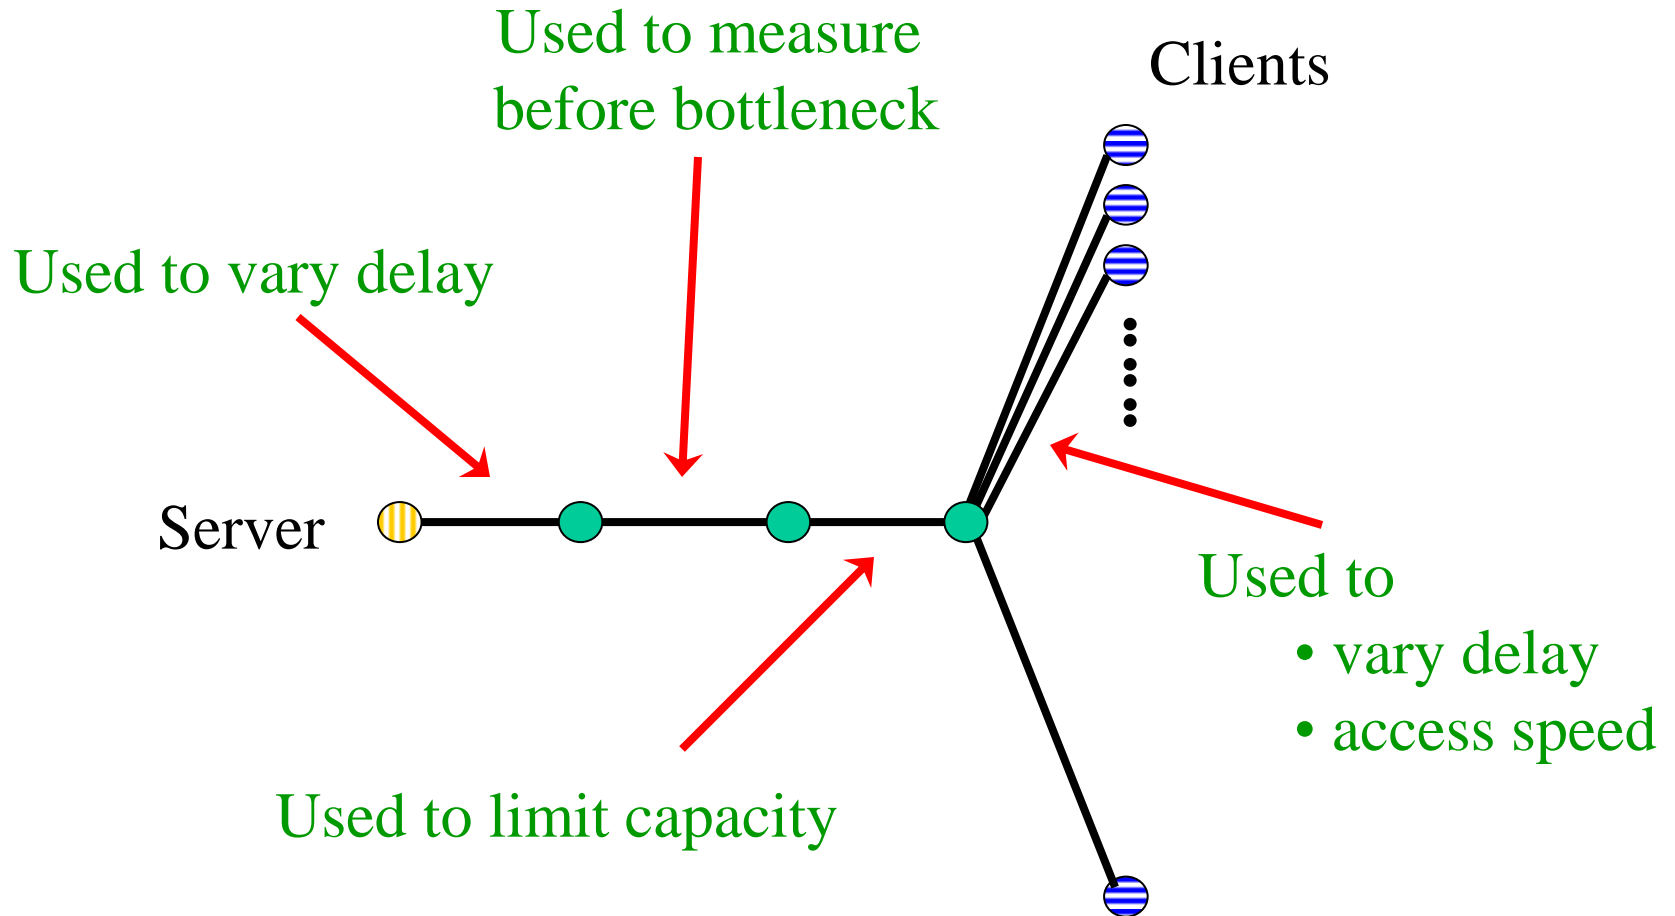 Used to measure
before bottleneck
Clients
Used to vary delay
Server
Used to
• vary delay
• access speed
Used to limit capacity